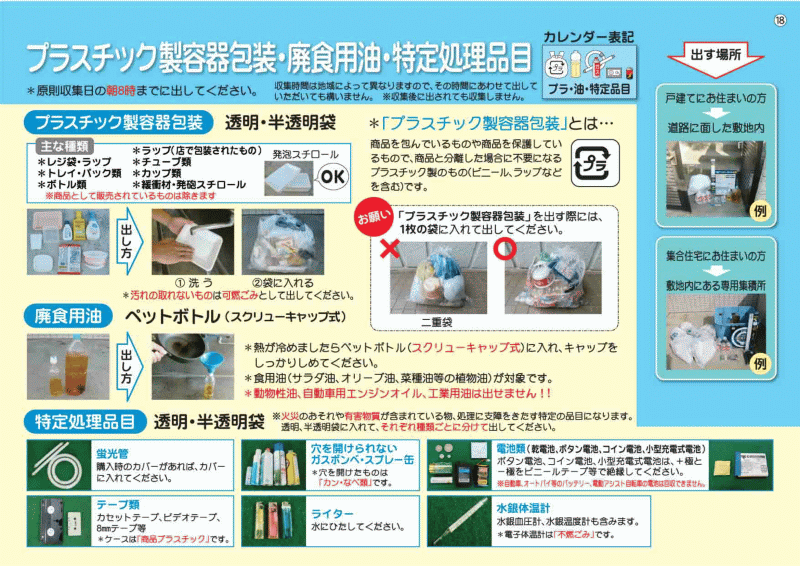 ⑱
プラスチック製容器包装・廃食用油・特定処理品目
カレンダー表記
プラ・油・特定品目
＊原則収集日の朝8時までに出してください。
収集時間は地域によって異なりますので、その時間にあわせて出して
いただいても構いません。 ※収集後に出されても収集しません。
出す場所
戸建てにお住まいの方
道路に面した敷地内
例
集合住宅にお住まいの方
敷地内にある専用集積所
例
プラスチック製容器包装 透明・半透明袋
主な種類
＊レジ袋・ラップ
＊トレイ・パック類
＊ボトル類
＊ラップ(店で包装されたもの)
＊チューブ類
＊カップ類
＊緩衝材・発砲スチロール
※商品として販売されているものは除きます
発泡スチロール
OK
出し方
①洗う
②袋に入れる
＊汚れの取れないものは可燃ごみとして出してください。
＊「プラスチック製容器包装」とは…
商品を包んでいるものや商品を保護して
いるもので、商品と分離した場合に不要になる
プラスチック製のもの(ビニール、ラップなど
を含む)です。
プラ
お願い
「プラスチック製容器包装」を出す際には、
1枚の袋に入れて出してください。
二重袋
廃食用油 ペットボトル(スクリューキャップ式)
出し方
＊熱が冷めましたらペットボトル(スクリューキャップ式)に入れ、キャップを
しっかりしめてください。
＊食用油(サラダ油、オリーブ油、菜種油等の植物油)が対象です。
＊動物性油、自動車用エンジンオイル、工業用油は出せません！！
特定処理品目 透明・半透明袋
※火災のおそれや有害物質が含まれている物、処理に支障をきたす特定の品目になります。
透明、半透明袋に入れて、それぞれ種類ごとに分けて出してください。
蛍光管
購入時のカバーがあれば、カバー
に入れてください。
穴を開けられない
ガスボンベ・スプレー缶
＊穴を開けたものは
「カン・なべ類」です。
電池類(乾電池、ボタン電池、コイン電池、小型充電式電池)
ボタン電池、コイン電池、小型充電式電池は、＋極と
－極をビニールテープ等で絶縁してください。
※自動車、オートバイ等のバッテリー、電動アシスト自転車の電池は回収できません。
テープ類
カセットテープ、ビデオテープ、
8mmテープ等
＊ケースは「商品プラスチック」です。
ライター
水にひたしてください。
水銀体温計
水銀血圧計、水銀温度計も含みます。
＊電子体温計は「不燃ごみ」です。